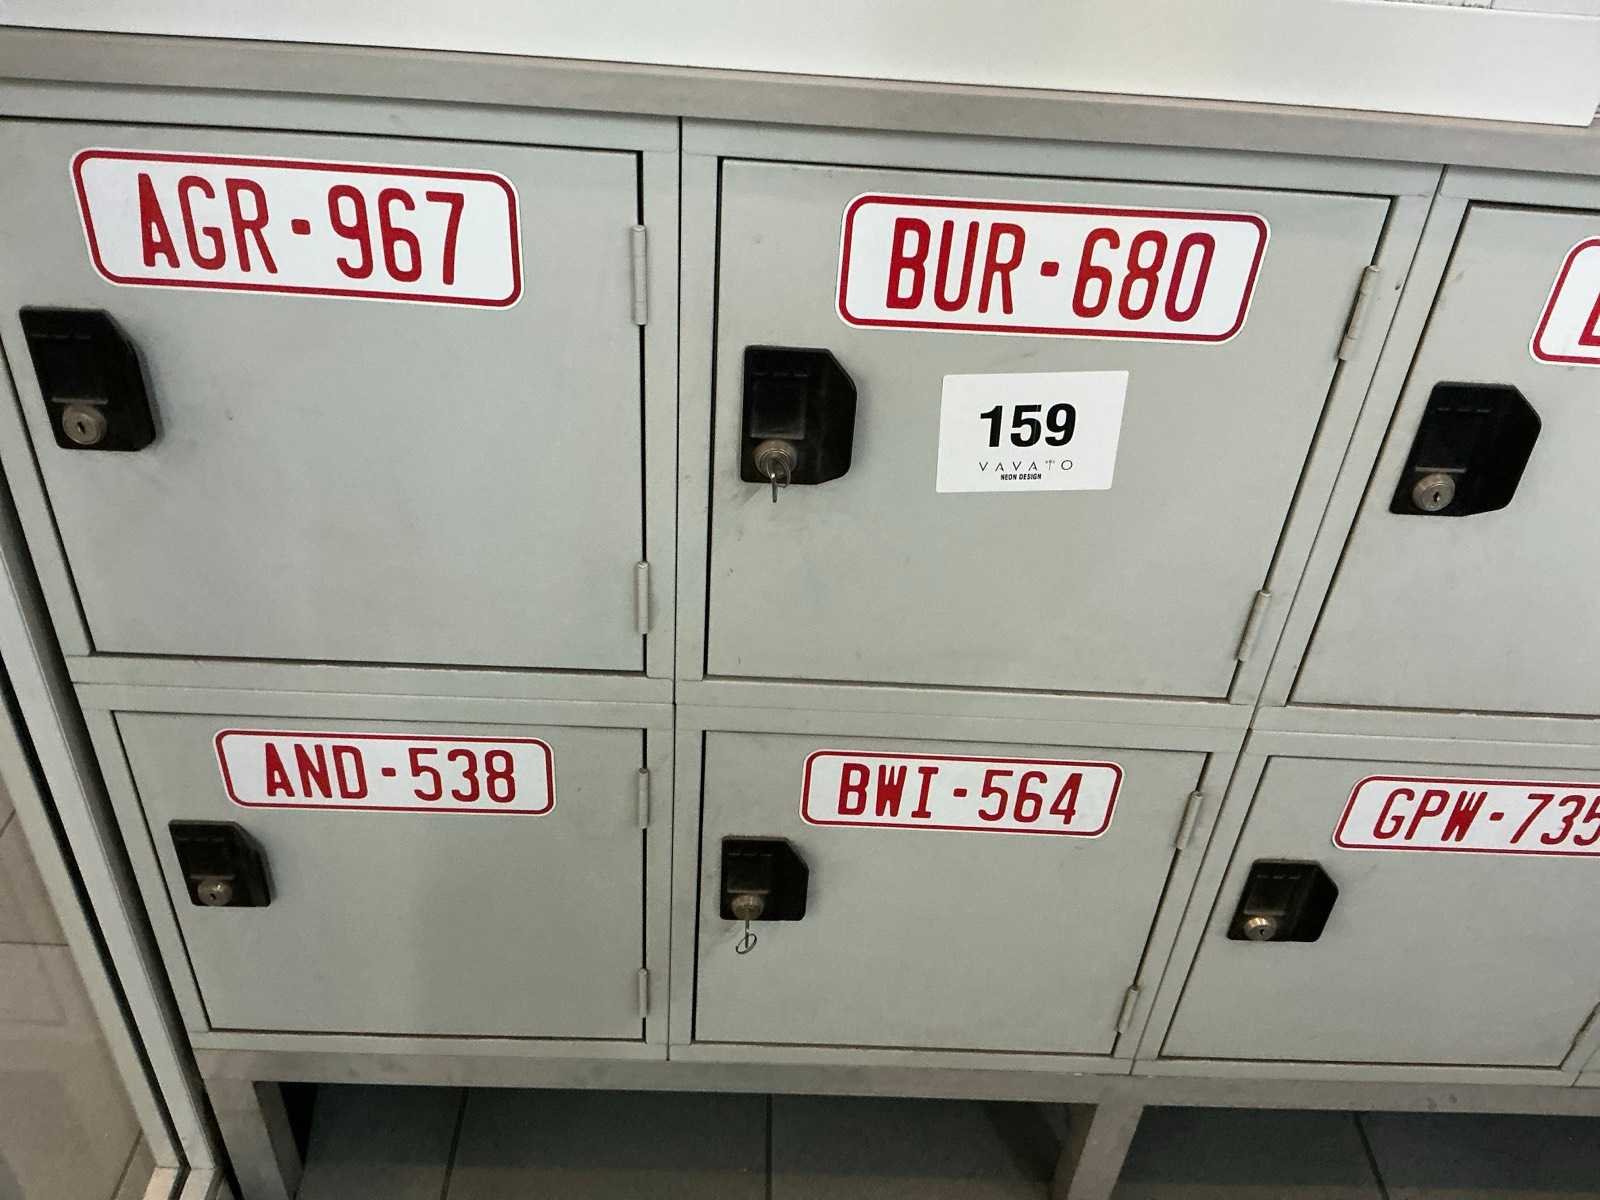 AGR-967
BUR-680
159
VAVATO
NEON DESIGN
AND-538
BWI-564
GPW-735